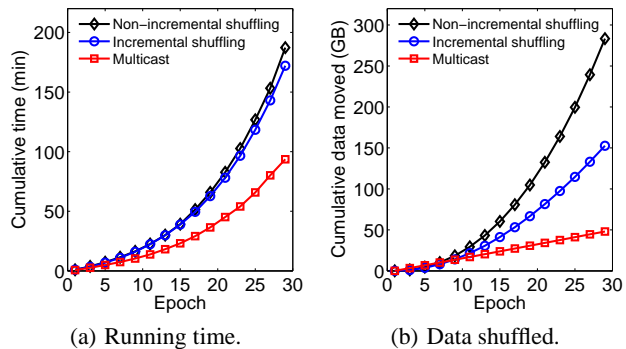 200
150
100
50
0
0 5 10 15 20 25 30
Cumulative time (min)
Epoch
Non−incremental shuffling
Incremental shuffling
Multicast
(a) Running time.
300
250
200
150
100
50
0
0 5 10 15 20 25 30
Cumulative data moved (GB)
Epoch
Non−incremental shuffling
Incremental shuffling
Multicast
(b) Data shuffled.